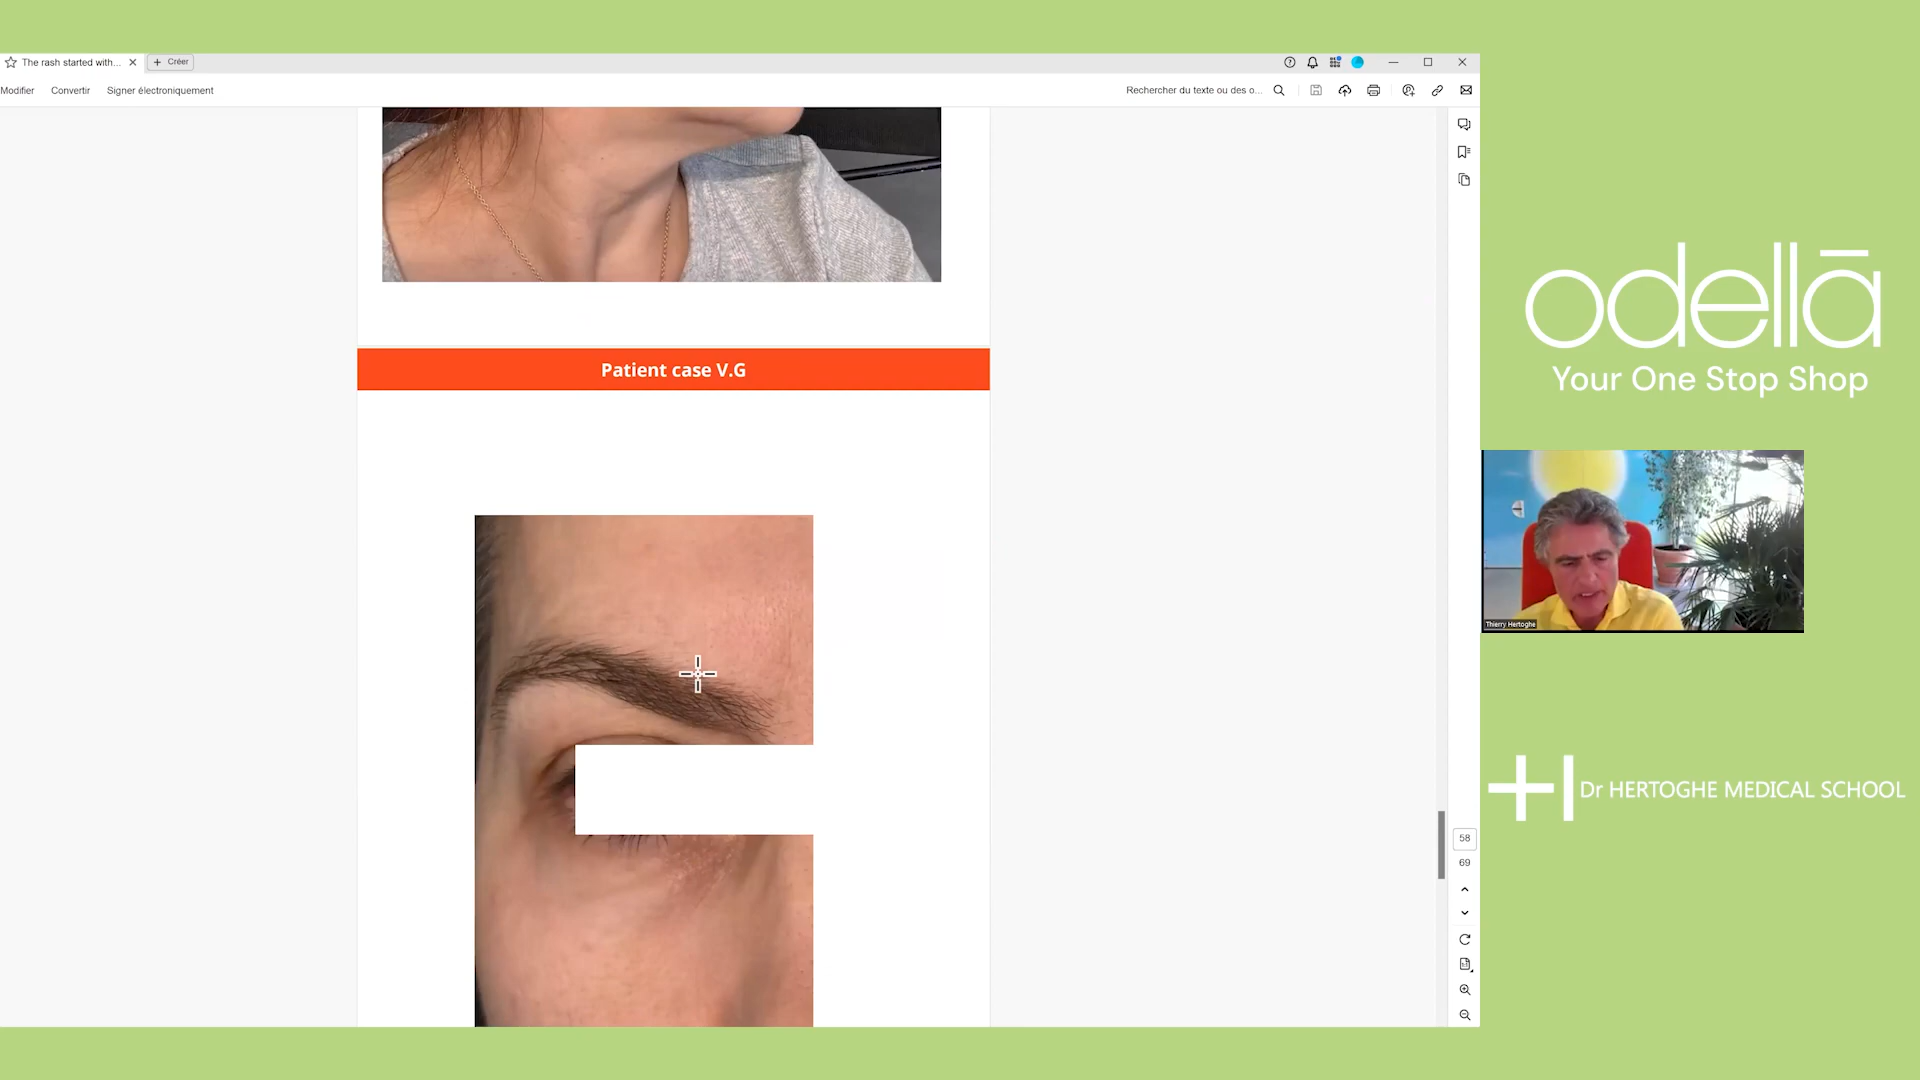 The rash started with...
Créer
Modifier
Convertir
Signer électroniquement
Rechercher du texte ou des o...
Patient case V.G
odellā
Your One Stop Shop
Thierry Hertoghe
Dr HERTOGHE MEDICAL SCHOOL
58
69